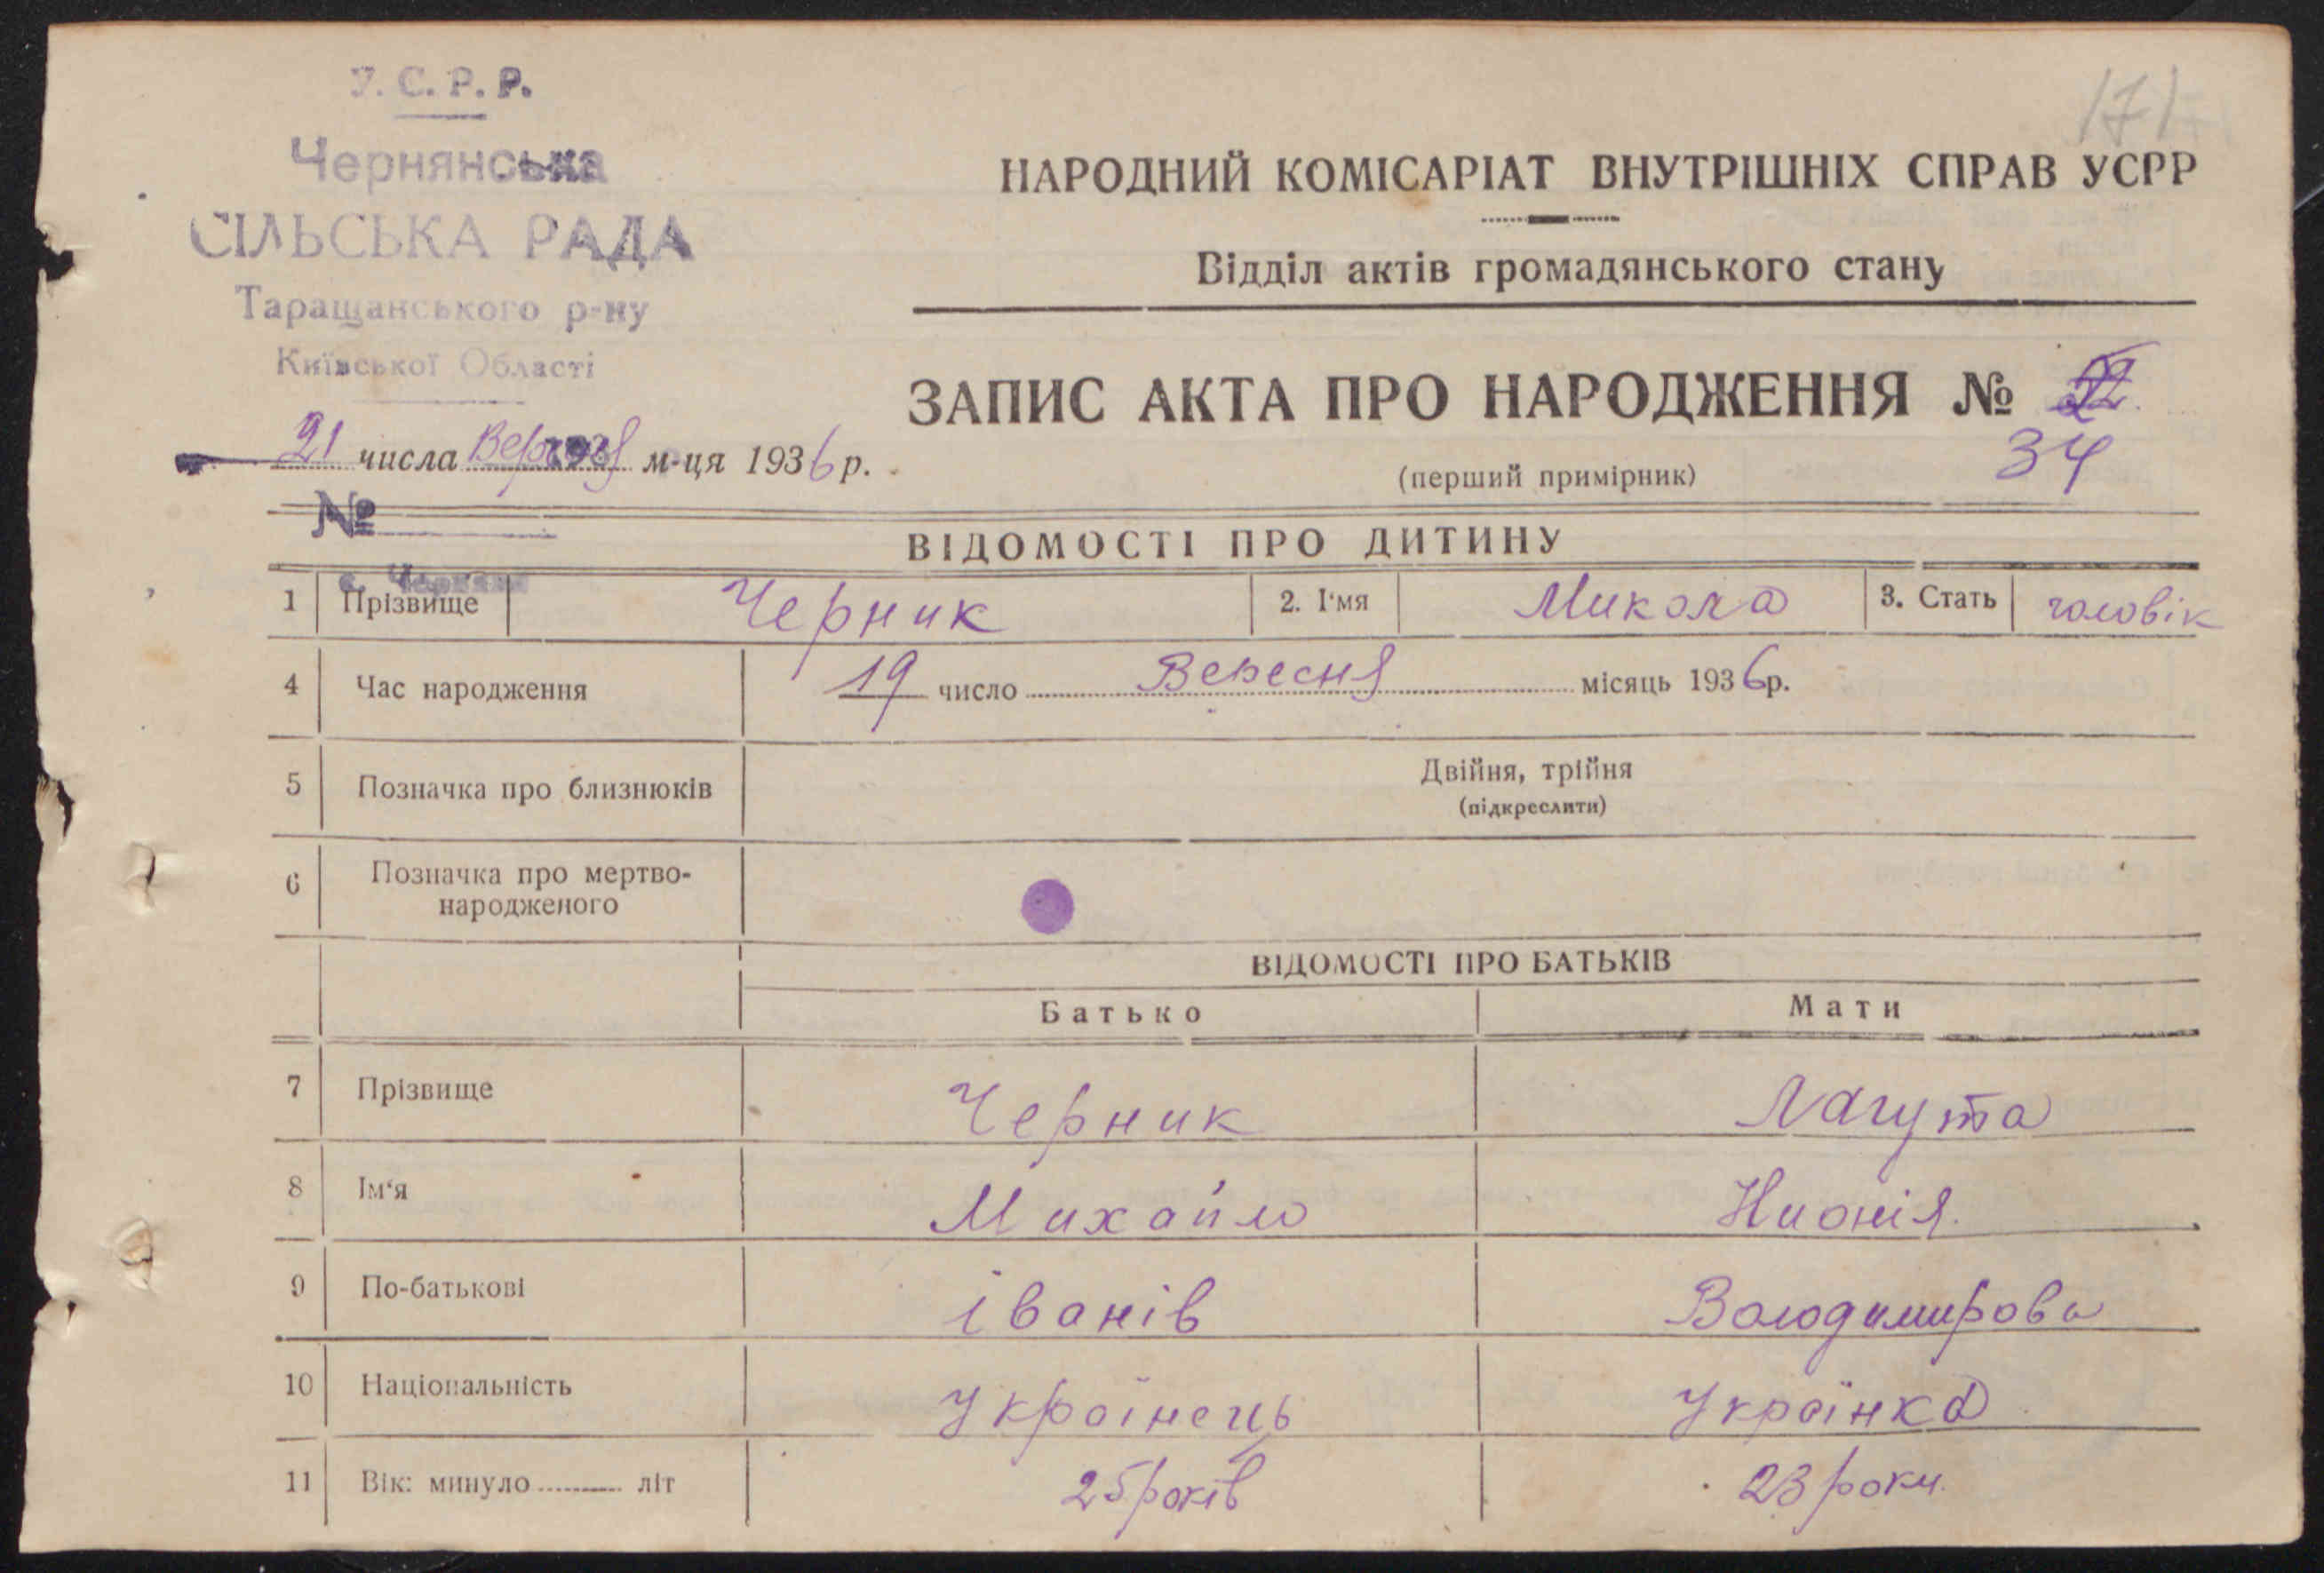 У. С. Р. Р.
Чернянська
СІЛЬСЬКА РАДА
Таращанського р-ну
Київської Області
21 числа Вересня м-ця 1936 р.
№
с. Черняни
171
НАРОДНИЙ КОМІСАРІАТ ВНУТРІШНІХ СПРАВ УСРР
Відділ актів громадянського стану
ЗАПИС АКТА ПРО НАРОДЖЕННЯ №
34
(перший примірник)
ВІДОМОСТІ ПРО ДИТИНУ
1 Прізвище Черник 2. І'мя Микола 3. Стать чоловік
4 Час народження 19 число Вересня місяць 1936 р.
5 Позначка про близнюків Двійня, трійня
(підкреслити)
6 Позначка про мертво-
народженого
ВІДОМОСТІ ПРО БАТЬКІВ
Батько Мати
7 Прізвище Черник Лагута
8 Ім'я Михайло
9 По-батькові іванів Володимирова
10 Національність Українець Українка
11 Вік: минуло літ 25 років 23 роки